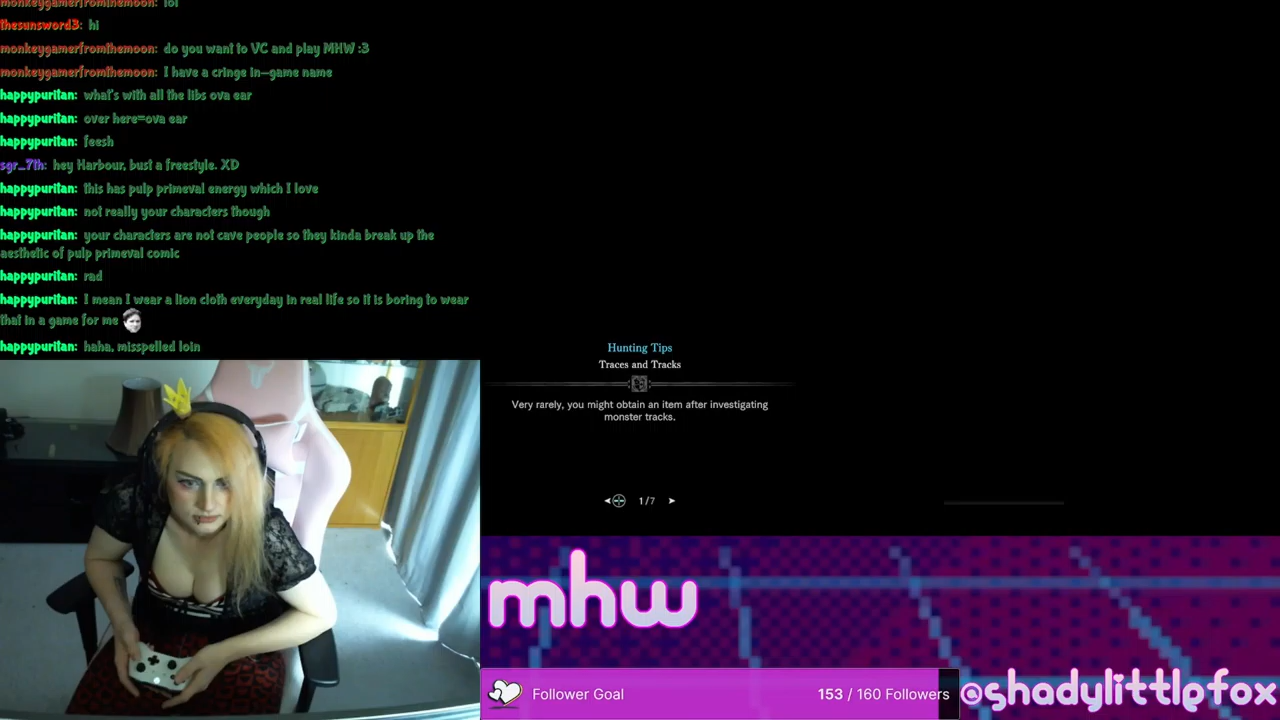 monkeygamerfromthemoon: lol
thesunsword3: hi
monkeygamerfromthemoon: do you want to VC and play MHW :3
monkeygamerfromthemoon: I have a cringe in-game name
happypuritan: what's with all the libs ova ear
happypuritan: over here=ova ear
happypuritan: feesh
sgr_7th: hey Harbour, bust a freestyle. XD
happypuritan: this has pulp primeval energy which I love
happypuritan: not really your characters though
happypuritan: your characters are not cave people so they kinda break up the
aesthetic of pulp primeval comic
happypuritan: rad
happypuritan: I mean I wear a lion cloth everyday in real life so it is boring to wear
that in a game for me
happypuritan: haha, misspelled loin
Hunting Tips
Traces and Tracks
Very rarely, you might obtain an item after investigating
monster tracks.
1/7
mhw
Follower Goal 153 / 160 Followers
@shadylittlefox